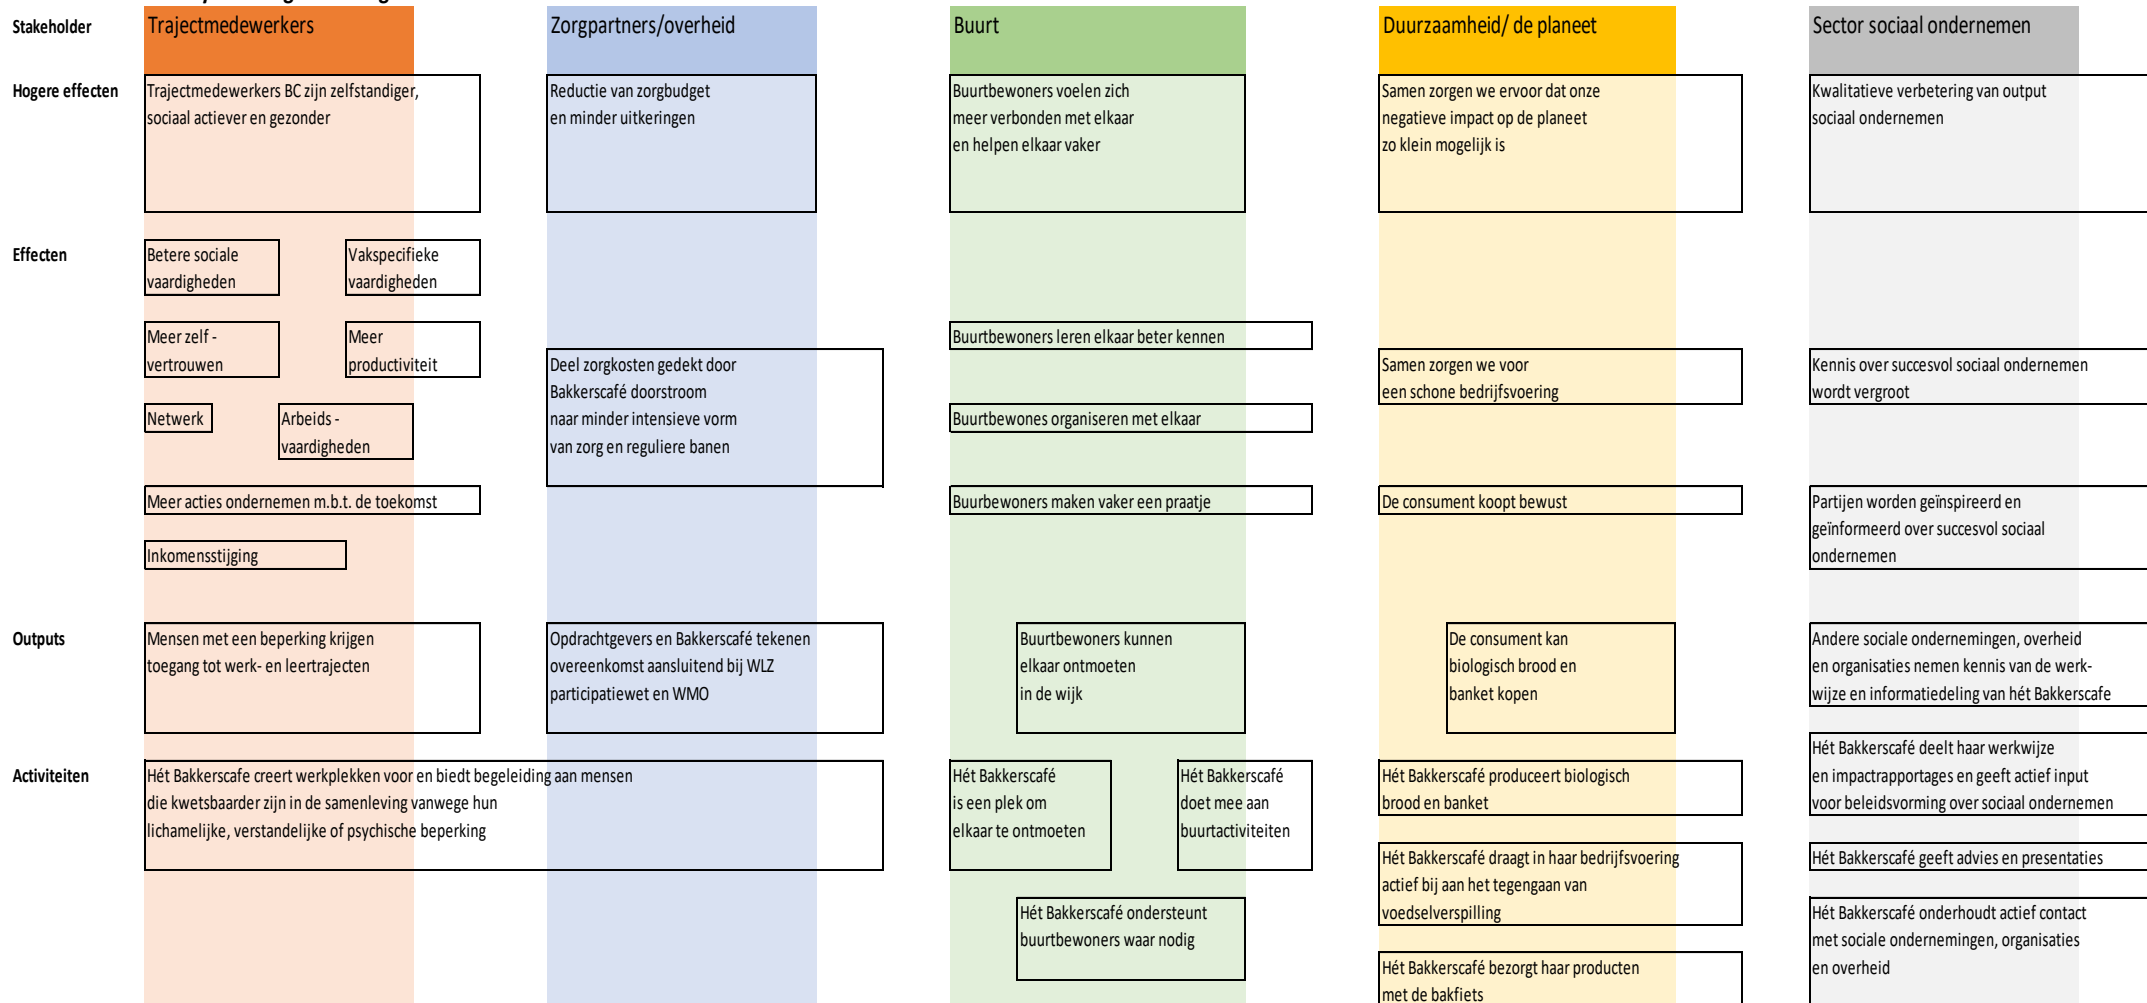 Stakeholder
Trajectmedewerkers
Zorgpartners/overheid
Buurt
Duurzaamheid/ de planeet
Sector sociaal ondernemen
Hogere effecten
Trajectmedewerkers BC zijn zelfstandiger,
sociaal actiever en gezonder
Reductie van zorgbudget
en minder uitkeringen
Buurtbewoners voelen zich
meer verbonden met elkaar
en helpen elkaar vaker
Samen zorgen we ervoor dat onze
negatieve impact op de planeet
zo klein mogelijk is
Kwalitatieve verbetering van output
sociaal ondernemen
Effecten
Betere sociale
vaardigheden
Vakspecifieke
vaardigheden
Meer zelf -
vertrouwen
Meer
productiviteit
Netwerk
Arbeids -
vaardigheden
Meer acties ondernemen m.b.t. de toekomst
Inkomensstijging
Deel zorgkosten gedekt door
Bakkerscafé doorstroom
naar minder intensieve vorm
van zorg en reguliere banen
Buurtbewoners leren elkaar beter kennen
Buurtbewones organiseren met elkaar
Buurbewoners maken vaker een praatje
Samen zorgen we voor
een schone bedrijfsvoering
De consument koopt bewust
Kennis over succesvol sociaal ondernemen
wordt vergroot
Partijen worden geïnspireerd en
geïnformeerd over succesvol sociaal
ondernemen
Outputs
Mensen met een beperking krijgen
toegang tot werk- en leertrajecten
Opdrachtgevers en Bakkerscafé tekenen
overeenkomst aansluitend bij WLZ
participatiewet en WMO
Buurtbewoners kunnen
elkaar ontmoeten
in de wijk
De consument kan
biologisch brood en
banket kopen
Andere sociale ondernemingen, overheid
en organisaties nemen kennis van de werk-
wijze en informatiedeling van hét Bakkerscafe
Activiteiten
Hét Bakkerscafe creert werkplekken voor en biedt begeleiding aan mensen
die kwetsbaarder zijn in de samenleving vanwege hun
lichamelijke, verstandelijke of psychische beperking
Hét Bakkerscafé
is een plek om
elkaar te ontmoeten
Hét Bakkerscafé
doet mee aan
buurtactiviteiten
Hét Bakkerscafé ondersteunt
buurtbewoners waar nodig
Hét Bakkerscafé produceert biologisch
brood en banket
Hét Bakkerscafé draagt in haar bedrijfsvoering
actief bij aan het tegengaan van
voedselverspilling
Hét Bakkerscafé bezorgt haar producten
met de bakfiets
Hét Bakkerscafé deelt haar werkwijze
en impactrapportages en geeft actief input
voor beleidsvorming over sociaal ondernemen
Hét Bakkerscafé geeft advies en presentaties
Hét Bakkerscafé onderhoudt actief contact
met sociale ondernemingen, organisaties
en overheid